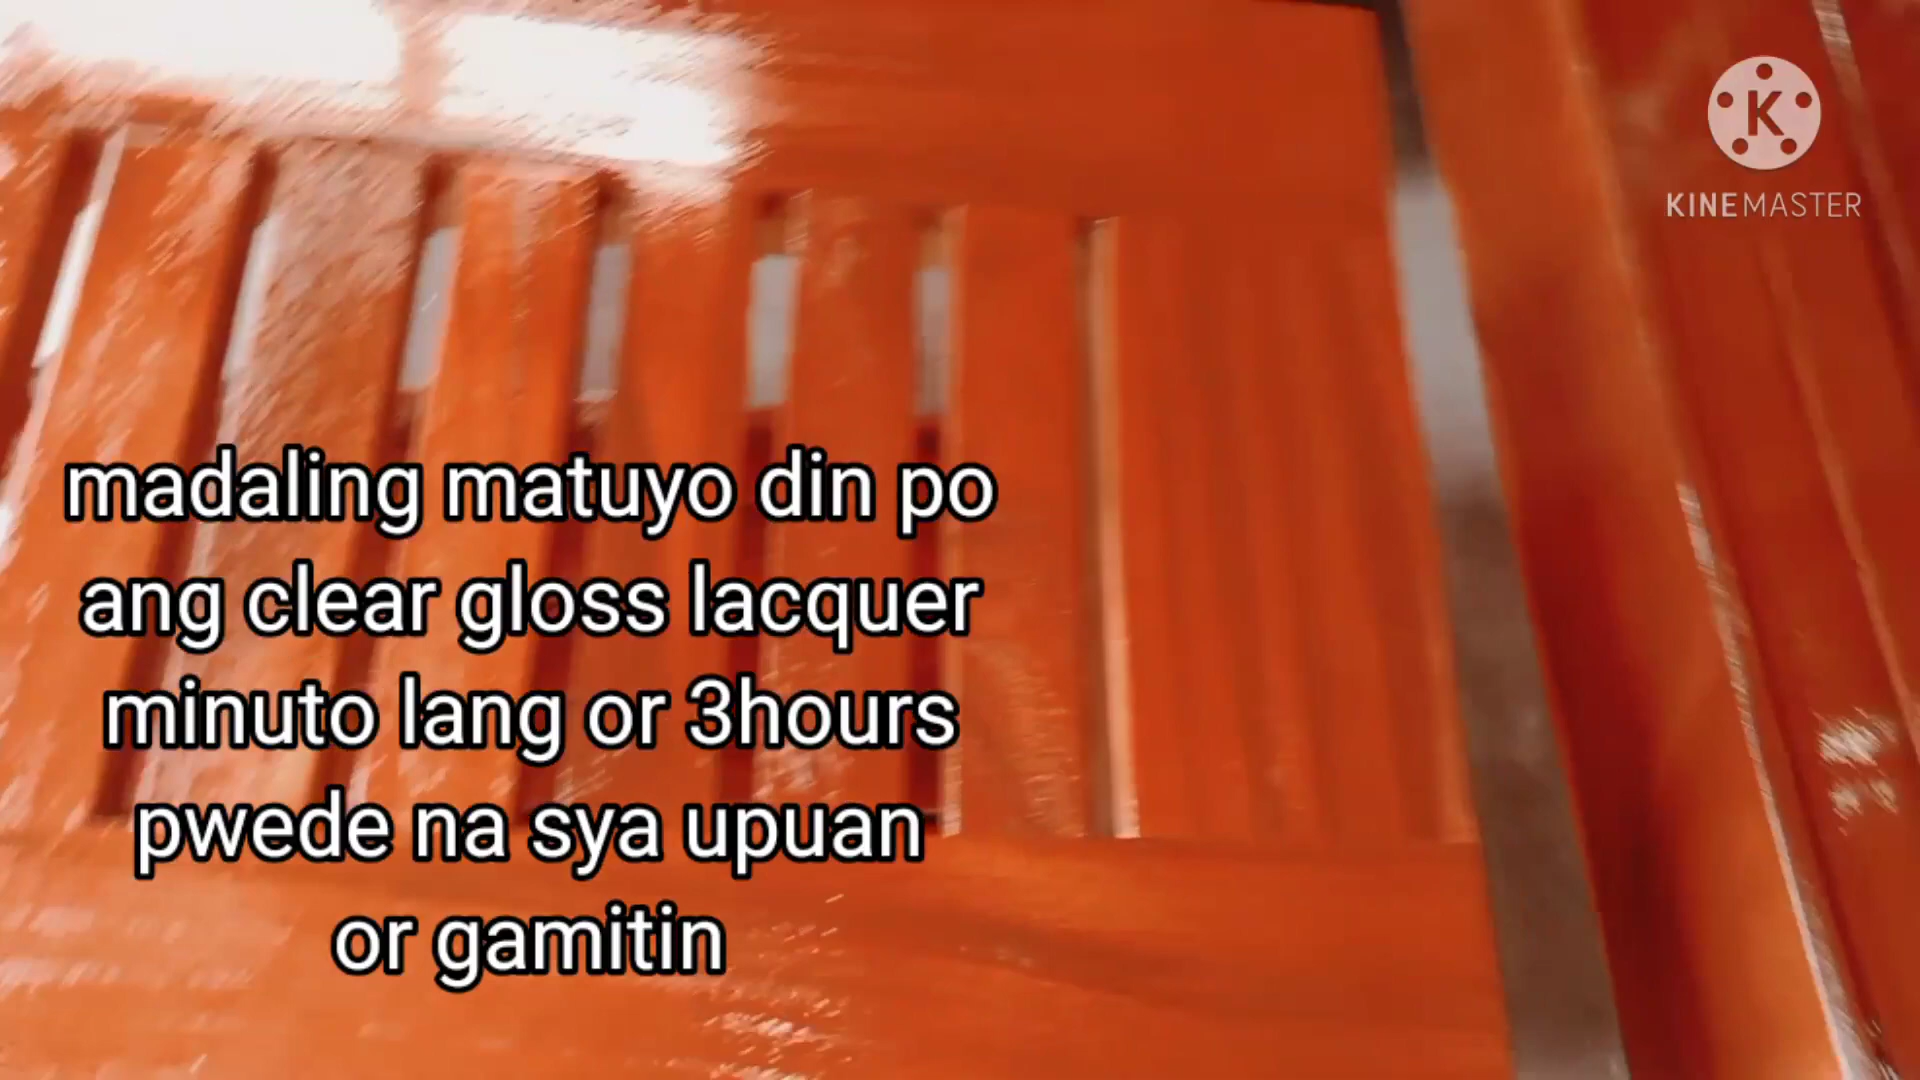 K
KINEMASTER
madaling matuyo din po
ang clear gloss lacquer
minuto lang or 3hours
pwede na sya upuan
or gamitin